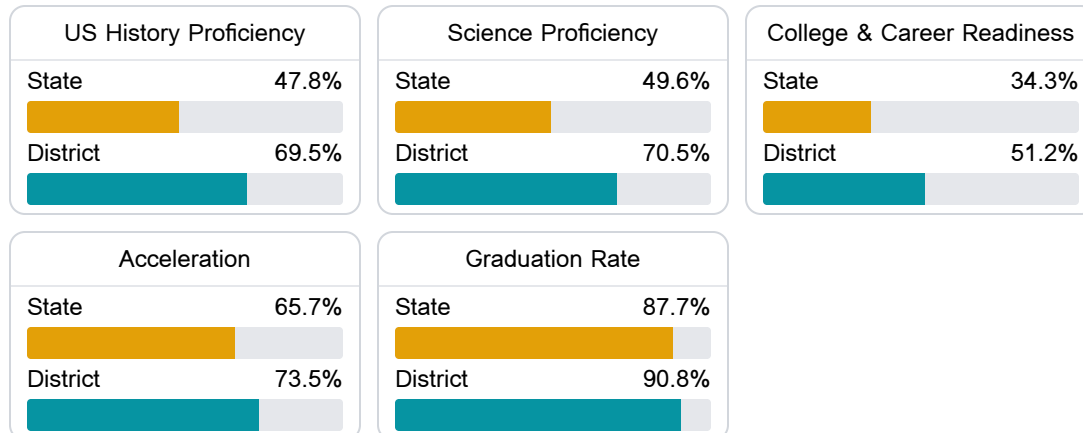 US History Proficiency
State 47.8%
District 69.5%
Science Proficiency
State 49.6%
District 70.5%
College & Career Readiness
State 34.3%
District 51.2%
Acceleration
State 65.7%
District 73.5%
Graduation Rate
State 87.7%
District 90.8%